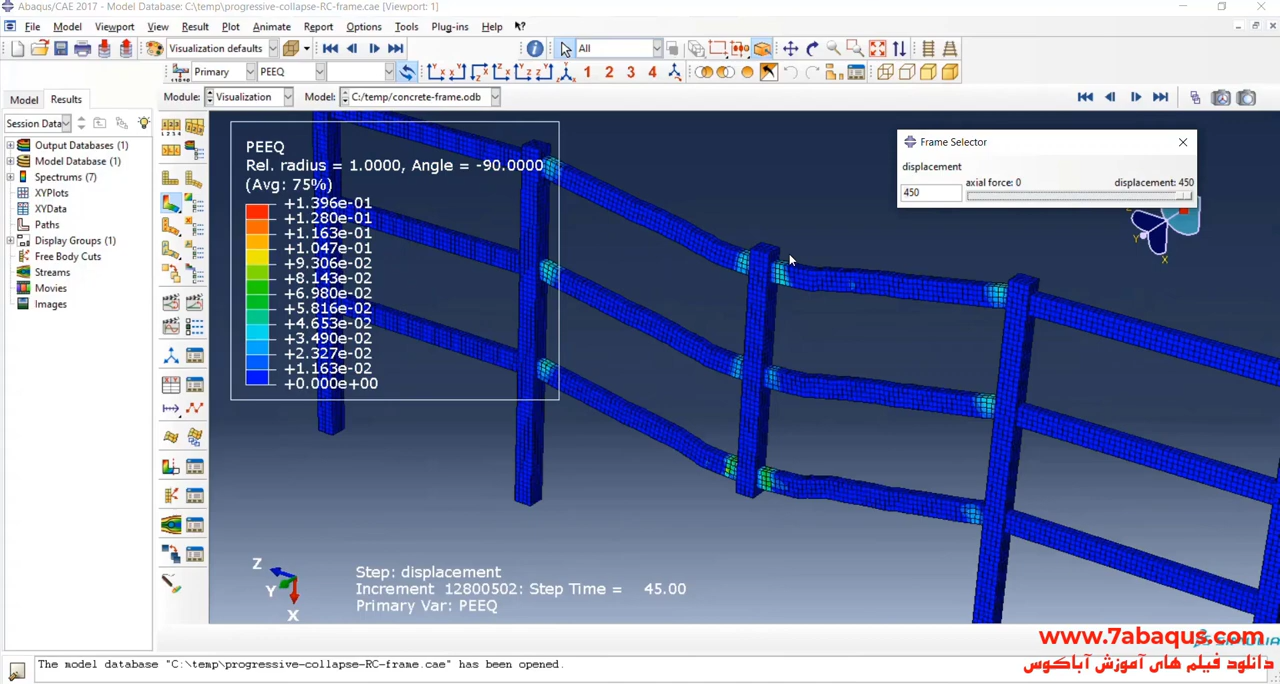 Abaqus/CAE 2017 - Model Database: C:\temp\progressive-collapse-RC-frame.cae [Viewport: 1]
File Model Viewport View Result Plot Animate Report Options Tools Plug-ins Help
Visualization defaults All
Primary PEEQ 1 2 3 4
Model Results Module: Visualization Model: C:/temp/concrete-frame.odb
Session Data
Output Databases (1)
Model Database (1)
Spectrums (7)
XYPlots
XYData
Paths
Display Groups (1)
Free Body Cuts
Streams
Movies
Images
PEEQ
Rel. radius = 1.0000, Angle = -90.0000
(Avg: 75%)
+1.396e-01
+1.280e-01
+1.163e-01
+1.047e-01
+9.306e-02
+8.143e-02
+6.980e-02
+5.816e-02
+4.653e-02
+3.490e-02
+2.327e-02
+1.163e-02
+0.000e+00
Frame Selector
displacement
axial force: 0 displacement: 450
450
Y
X
Z
Y
X
Step: displacement
Increment 12800502: Step Time = 45.00
Primary Var: PEEQ
www.7abaqus.com
دانلود فیلم های آموزش آباکوس
The model database "C:\temp\progressive-collapse-RC-frame.cae" has been opened.